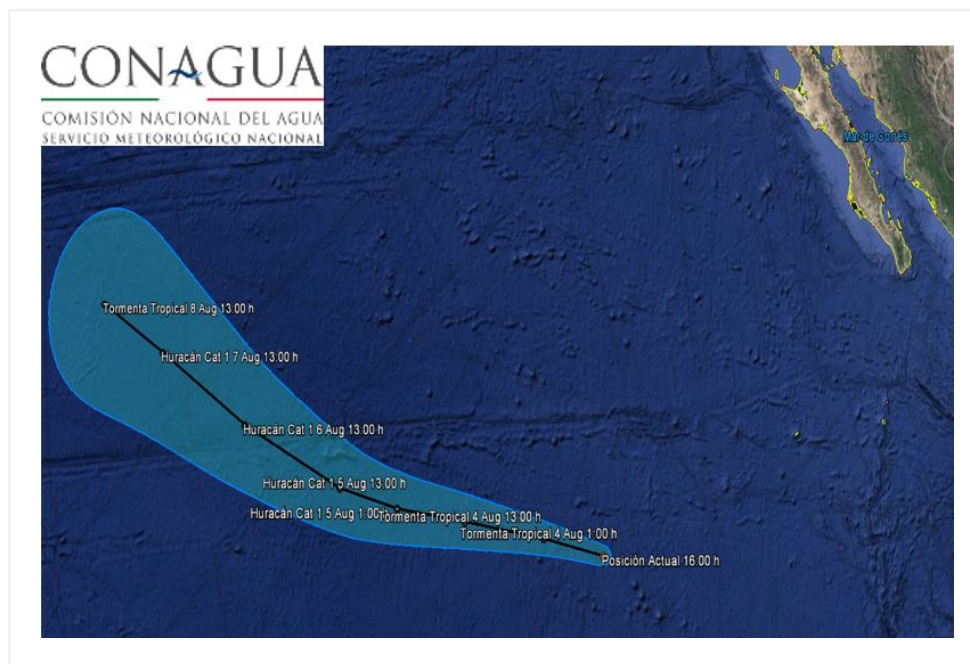 CONAGUA
COMISIÓN NACIONAL DEL AGUA
SERVICIO METEOROLÓGICO NACIONAL
Mar de Cortés
Tormenta Tropical 8 Aug 13:00 h
Huracán Cat 1 7 Aug 13:00 h
Huracán Cat 1 6 Aug 13:00 h
Huracán Cat 1 5 Aug 13:00 h
Huracán Cat 1 5 Aug 1:00 h
Tormenta Tropical 4 Aug 13:00 h
Tormenta Tropical 4 Aug 1:00 h
Posición Actual 16:00 h